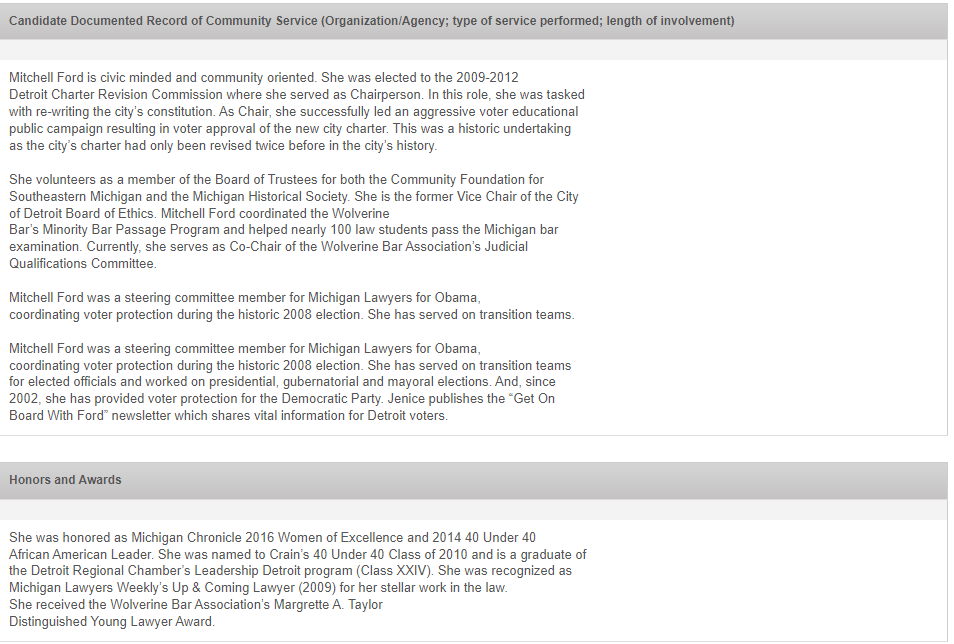 Candidate Documented Record of Community Service (Organization/Agency; type of service performed; length of involvement)
Mitchell Ford is civic minded and community oriented. She was elected to the 2009-2012
Detroit Charter Revision Commission where she served as Chairperson. In this role, she was tasked
with re-writing the city's constitution. As Chair, she successfully led an aggressive voter educational
public campaign resulting in voter approval of the new city charter. This was a historic undertaking
as the city's charter had only been revised twice before in the city's history.
She volunteers as a member of the Board of Trustees for both the Community Foundation for
Southeastern Michigan and the Michigan Historical Society. She is the former Vice Chair of the City
of Detroit Board of Ethics. Mitchell Ford coordinated the Wolverine
Bar's Minority Bar Passage Program and helped nearly 100 law students pass the Michigan bar
examination. Currently, she serves as Co-Chair of the Wolverine Bar Association's Judicial
Qualifications Committee.
Mitchell Ford was a steering committee member for Michigan Lawyers for Obama,
coordinating voter protection during the historic 2008 election. She has served on transition teams.
Mitchell Ford was a steering committee member for Michigan Lawyers for Obama,
coordinating voter protection during the historic 2008 election. She has served on transition teams
for elected officials and worked on presidential, gubernatorial and mayoral elections. And, since
2002, she has provided voter protection for the Democratic Party. Jenice publishes the “Get On
Board With Ford” newsletter which shares vital information for Detroit voters.
Honors and Awards
She was honored as Michigan Chronicle 2016 Women of Excellence and 2014 40 Under 40
African American Leader. She was named to Crain's 40 Under 40 Class of 2010 and is a graduate of
the Detroit Regional Chamber's Leadership Detroit program (Class XXIV). She was recognized as
Michigan Lawyers Weekly's Up & Coming Lawyer (2009) for her stellar work in the law.
She received the Wolverine Bar Association's Margrette A. Taylor
Distinguished Young Lawyer Award.